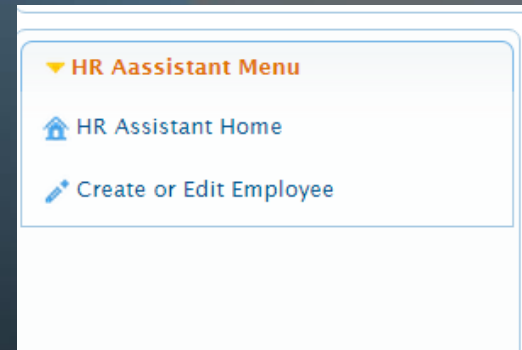 HR Aassistant Menu
HR Assistant Home
Create or Edit Employee